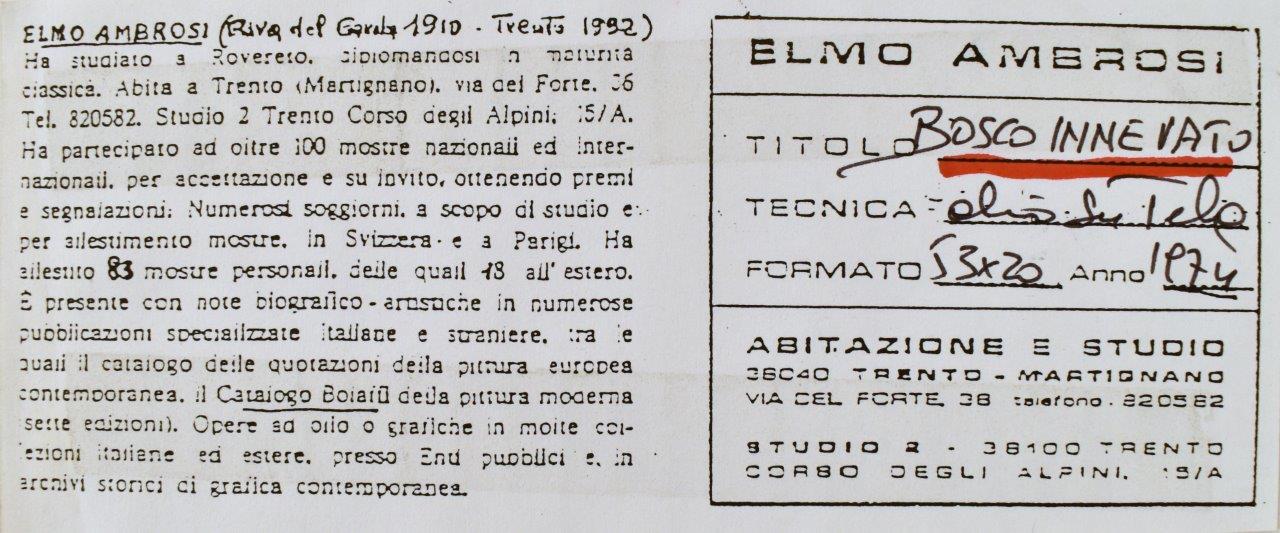 ELMO AMBROSI (Riva del Garda 1910 - Trento 1992)
Ha studiato a Rovereto, diplomandosi in maturità
classica. Abita a Trento (Martignano), via del Forte, 36
Tel. 820582. Studio 2 Trento Corso degli Alpini, 15/A.
Ha partecipato ad oltre 100 mostre nazionali ed inter-
nazionali, per accettazione e su invito, ottenendo premi
e segnalazioni; Numerosi soggiorni, a scopo di studio e
per allestimento mostre, in Svizzera e a Parigi. Ha
allestito 83 mostre personali, delle quali 18 all'estero.
È presente con note biografico-artistiche in numerose
pubblicazioni specializzate italiane e straniere, tra le
quali il catalogo delle quotazioni della pittura europea
contemporanea, il Catalogo Bolaffi della pittura moderna
(sette edizioni). Opere ad olio o grafiche in molte col-
lezioni italiane ed estere, presso Enti pubblici e in
archivi storici di grafica contemporanea.
ELMO AMBROSI
TITOLO BOSCO INNEVATO
TECNICA olio su Tela
FORMATO 53x20 Anno 1974
ABITAZIONE E STUDIO
38040 TRENTO - MARTIGNANO
VIA DEL FORTE, 38 telefono 820582
STUDIO 2 - 38100 TRENTO
CORSO DEGLI ALPINI, 15/A